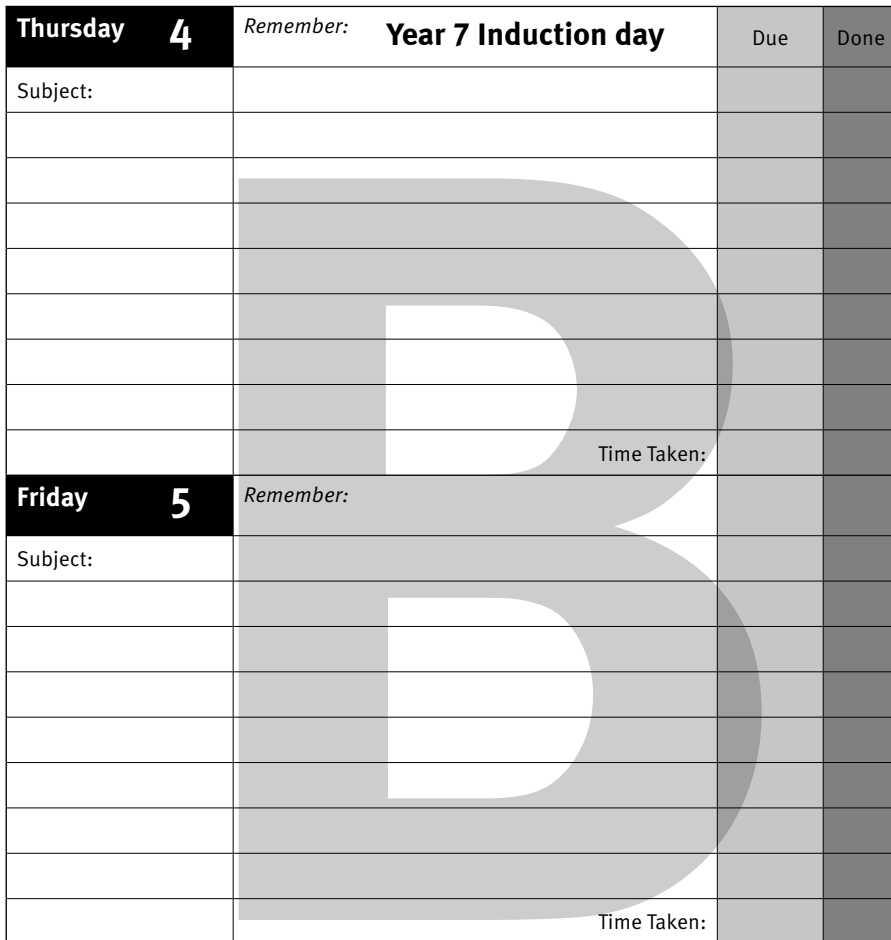 Thursday 4 Remember: Year 7 Induction day Due Done
Subject:
Time Taken:
Friday 5 Remember:
Subject:
Time Taken:
B